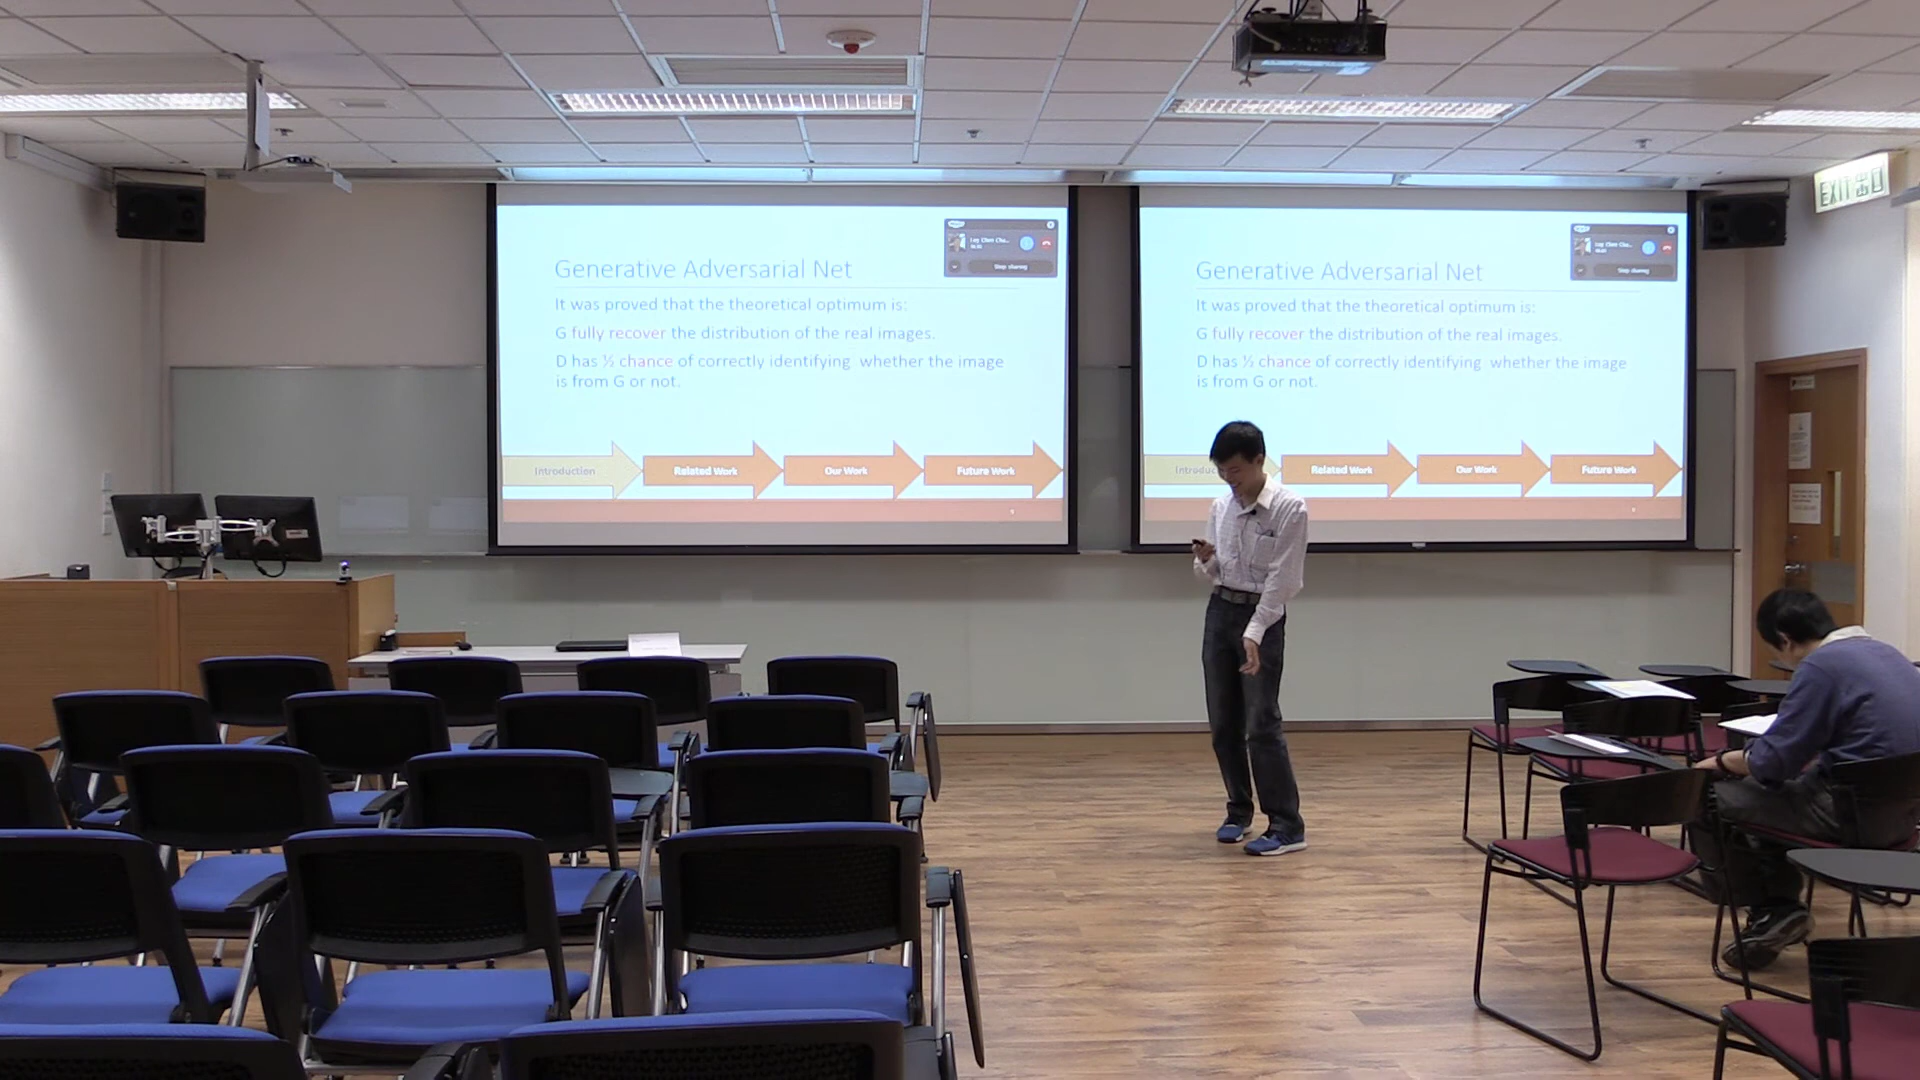 EXIT 出口
Generative Adversarial Net
It was proved that the theoretical optimum is:
G fully recover the distribution of the real images.
D has ½ chance of correctly identifying whether the image
is from G or not.
Introduction
Related Work
Our Work
Future Work
Stop sharing
Generative Adversarial Net
It was proved that the theoretical optimum is:
G fully recover the distribution of the real images.
D has ½ chance of correctly identifying whether the image
is from G or not.
Introduc
Related Work
Our Work
Future Work
Stop sharing